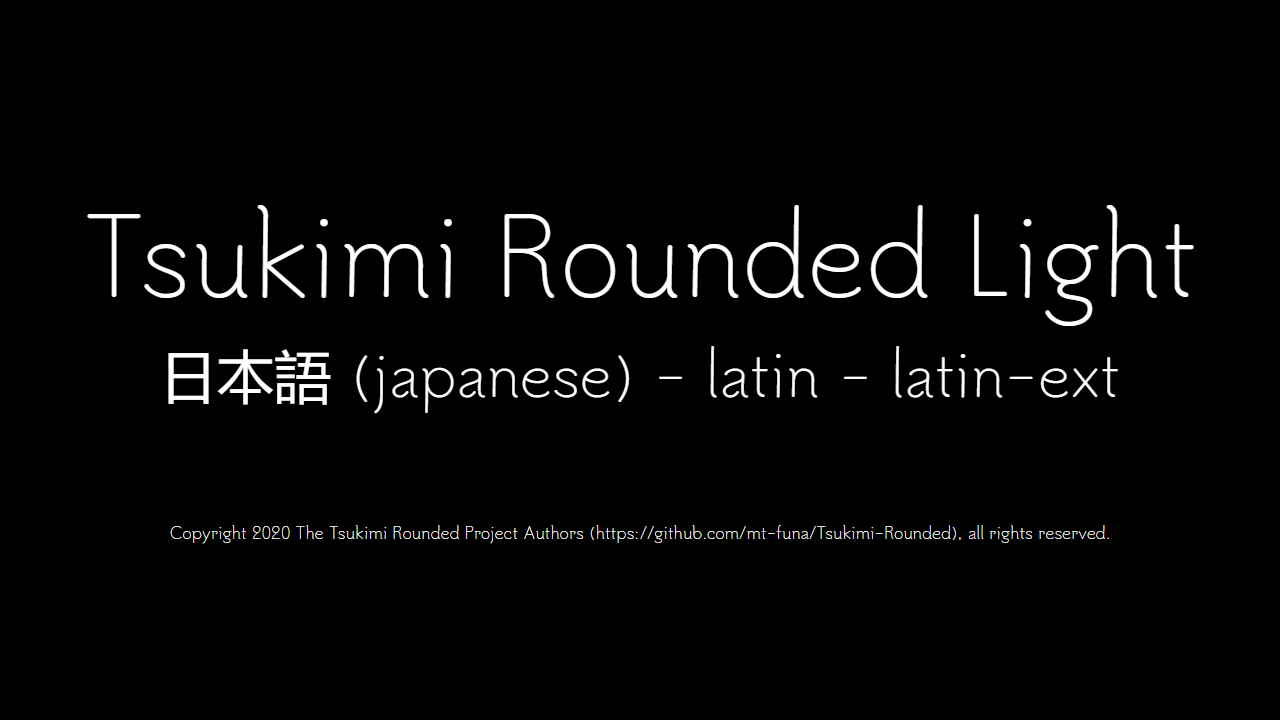 Tsukimi Rounded Light
日本語 (japanese) - latin - latin-ext
Copyright 2020 The Tsukimi Rounded Project Authors (https://github.com/mt-funa/Tsukimi-Rounded), all rights reserved.